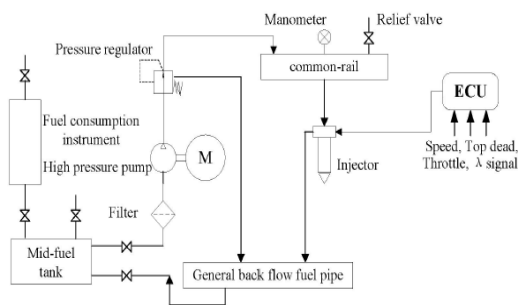 Manometer
Relief valve
Pressure regulator
common-rail
ECU
Fuel consumption
instrument
High pressure pump
M
Speed, Top dead,
Throttle, λ signal
Injector
Filter
Mid-fuel
tank
General back flow fuel pipe